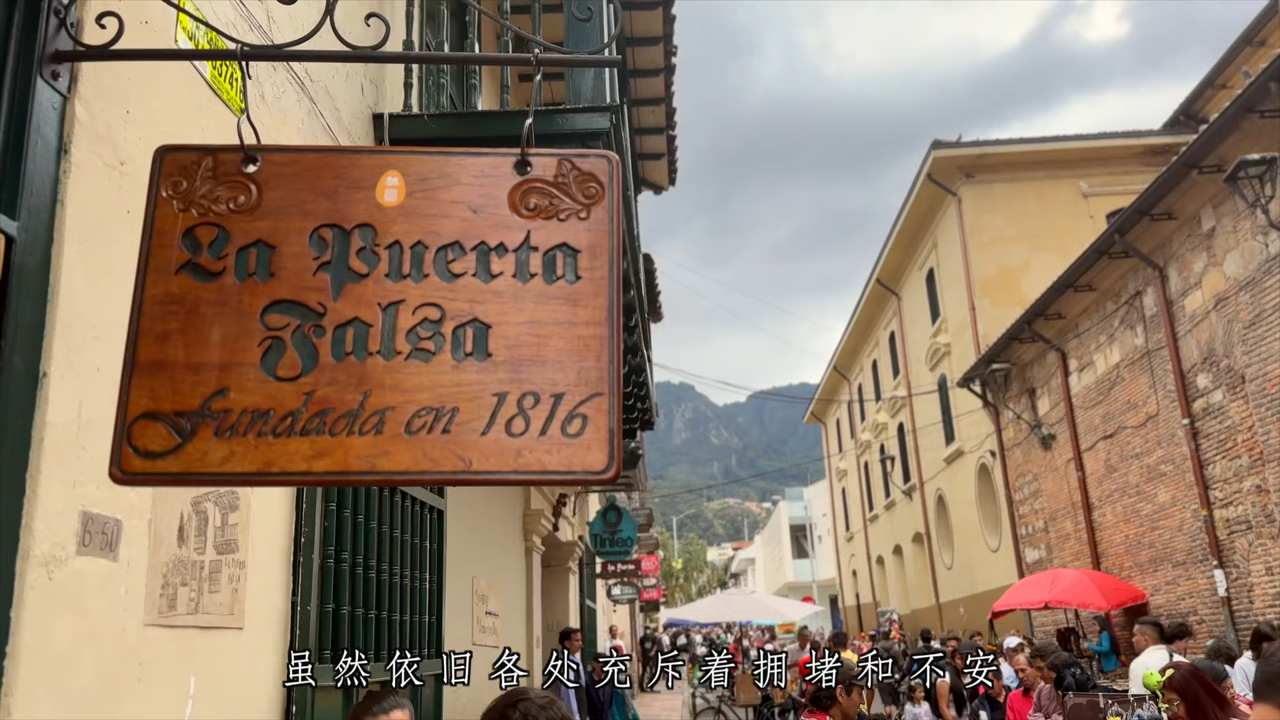 La Puerta
Falsa
Fundada en 1816
6-50
Tinteo
虽然依旧各处充斥着拥堵和不安